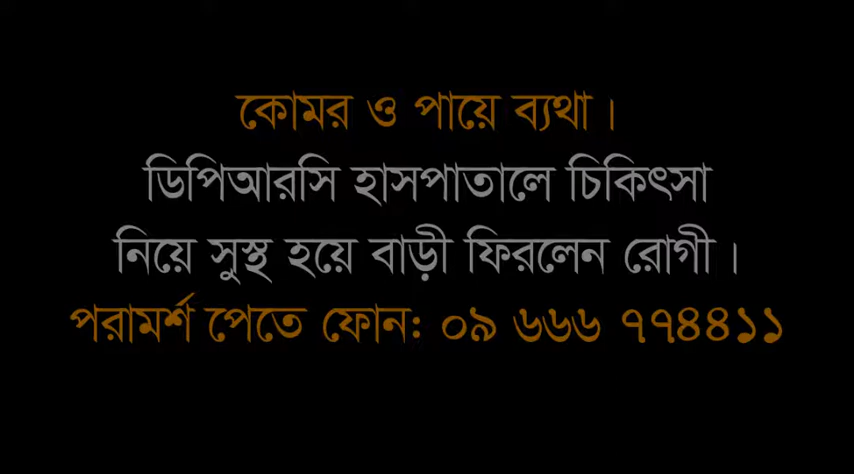 কোমর ও পায়ে ব্যথা।
ডিপিআরসি হাসপাতালে চিকিৎসা
নিয়ে সুস্থ হয়ে বাড়ী ফিরলেন রোগী।
পরামর্শ পেতে ফোন: ০৯ ৬৬৬ ৭৭৪৪১১